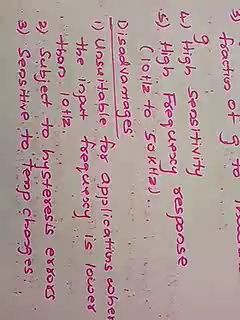 fraction of g to
g
4) High sensitivity
5) High frequency response
(10Hz to 50KHz)
Disadvantages
1) Unsuitable for applications where
the input frequency is lower
than 10Hz
2) Subject to hysteresis errors
3) Sensitive to temp changes.